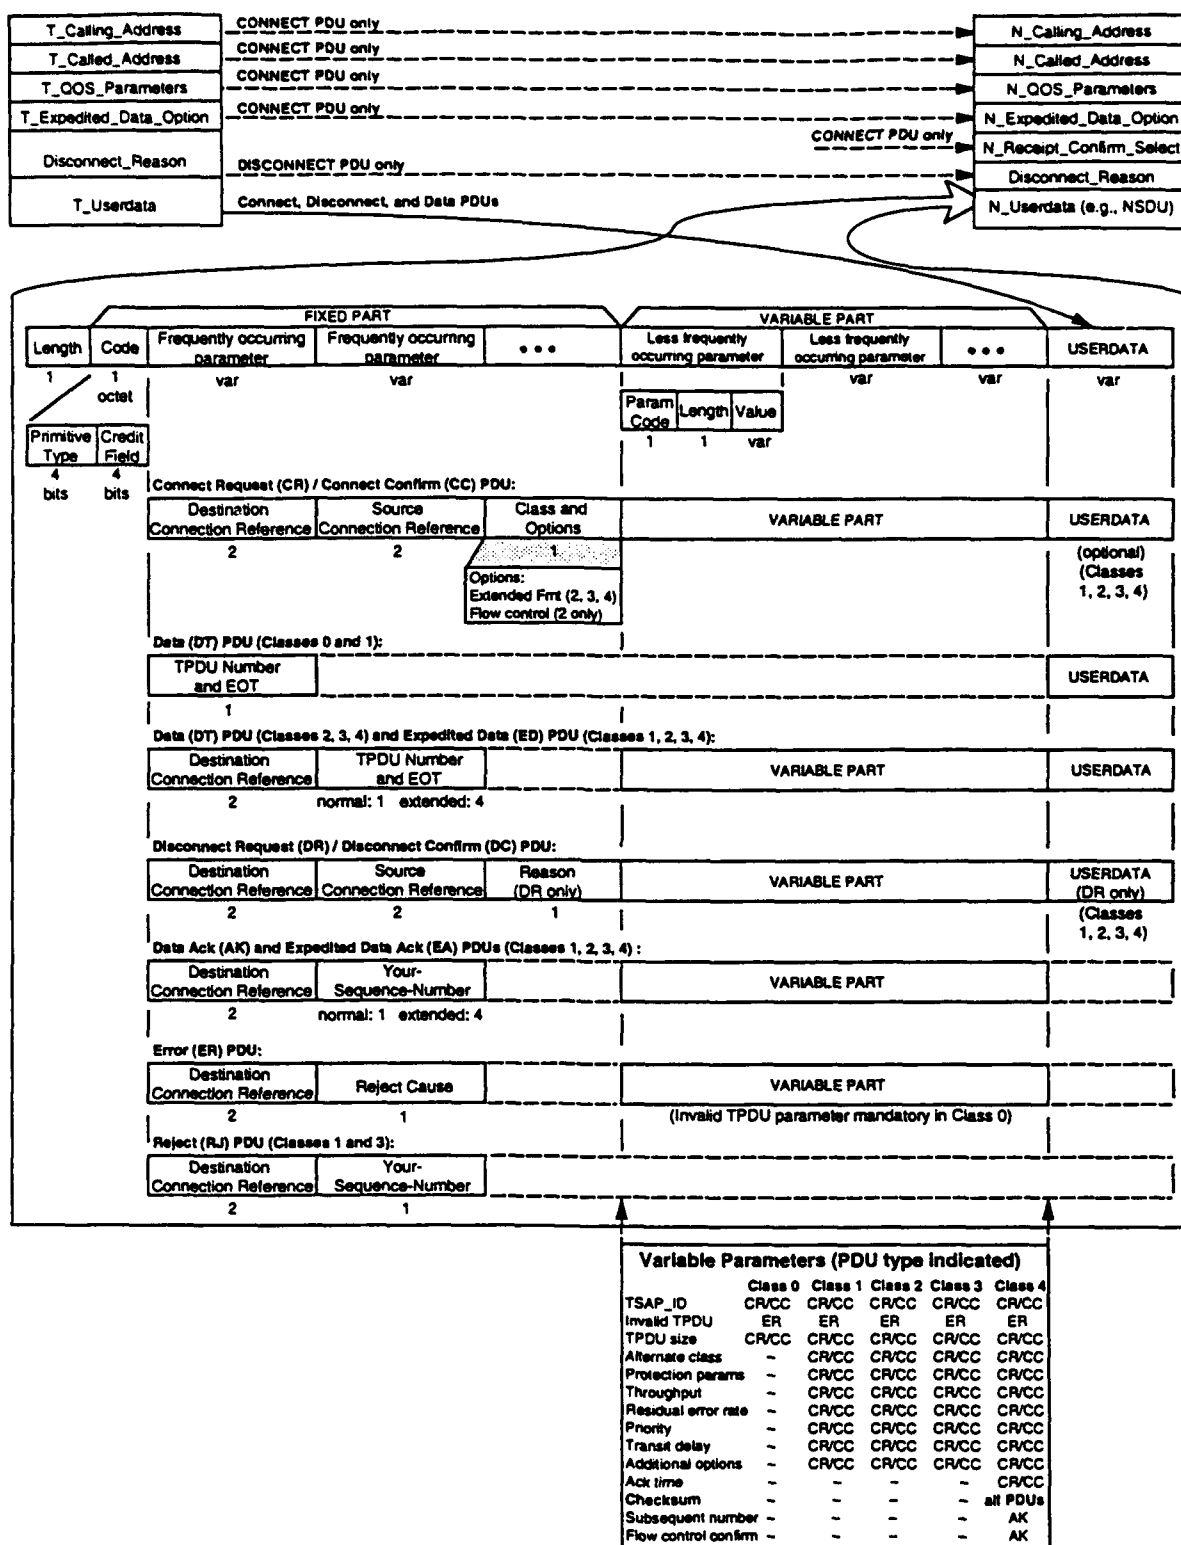 T_Calling_Address
CONNECT PDU only
N_Calling_Address
T_Called_Address
CONNECT PDU only
N_Called_Address
T_QOS_Parameters
CONNECT PDU only
N_QOS_Parameters
T_Expedited_Data_Option
CONNECT PDU only
N_Expedited_Data_Option
CONNECT PDU only
N_Receipt_Confirm_Select
Disconnect_Reason
DISCONNECT PDU only
Disconnect_Reason
T_Userdata
Connect, Disconnect, and Data PDUs
N_Userdata (e.g., NSDU)
FIXED PART
VARIABLE PART
Length
Code
Frequently occurring
parameter
Frequently occurring
parameter
• • •
Less frequently
occurring parameter
Less frequently
occurring parameter
• • •
USERDATA
1
1
octet
var
var
var
var
var
Param
Code
Length
Value
1
1
var
Primitive
Type
Credit
Field
4
bits
4
bits
Connect Request (CR) / Connect Confirm (CC) PDU:
Destination
Connection Reference
Source
Connection Reference
Class and
Options
VARIABLE PART
USERDATA
2
2
1
(optional)
(Classes
1, 2, 3, 4)
Options:
Extended Fmt (2, 3, 4)
Flow control (2 only)
Data (DT) PDU (Classes 0 and 1):
TPDU Number
and EOT
USERDATA
1
Data (DT) PDU (Classes 2, 3, 4) and Expedited Data (ED) PDU (Classes 1, 2, 3, 4):
Destination
Connection Reference
TPDU Number
and EOT
VARIABLE PART
USERDATA
2
normal: 1 extended: 4
Disconnect Request (DR) / Disconnect Confirm (DC) PDU:
Destination
Connection Reference
Source
Connection Reference
Reason
(DR only)
VARIABLE PART
USERDATA
(DR only)
2
2
1
(Classes
1, 2, 3, 4)
Data Ack (AK) and Expedited Data Ack (EA) PDUs (Classes 1, 2, 3, 4) :
Destination
Connection Reference
Your-
Sequence-Number
VARIABLE PART
2
normal: 1 extended: 4
Error (ER) PDU:
Destination
Connection Reference
Reject Cause
VARIABLE PART
2
1
(Invalid TPDU parameter mandatory in Class 0)
Reject (RJ) PDU (Classes 1 and 3):
Destination
Connection Reference
Your-
Sequence-Number
2
1
Variable Parameters (PDU type indicated)
Class 0 Class 1 Class 2 Class 3 Class 4
TSAP_ID CR/CC CR/CC CR/CC CR/CC CR/CC
Invalid TPDU ER ER ER ER ER
TPDU size CR/CC CR/CC CR/CC CR/CC CR/CC
Alternate class – CR/CC CR/CC CR/CC CR/CC
Protection params – CR/CC CR/CC CR/CC CR/CC
Throughput – CR/CC CR/CC CR/CC CR/CC
Residual error rate – CR/CC CR/CC CR/CC CR/CC
Priority – CR/CC CR/CC CR/CC CR/CC
Transit delay – CR/CC CR/CC CR/CC CR/CC
Additional options – CR/CC CR/CC CR/CC CR/CC
Ack time – – – – CR/CC
Checksum – – – – all PDUs
Subsequent number – – – – AK
Flow control confirm – – – – AK